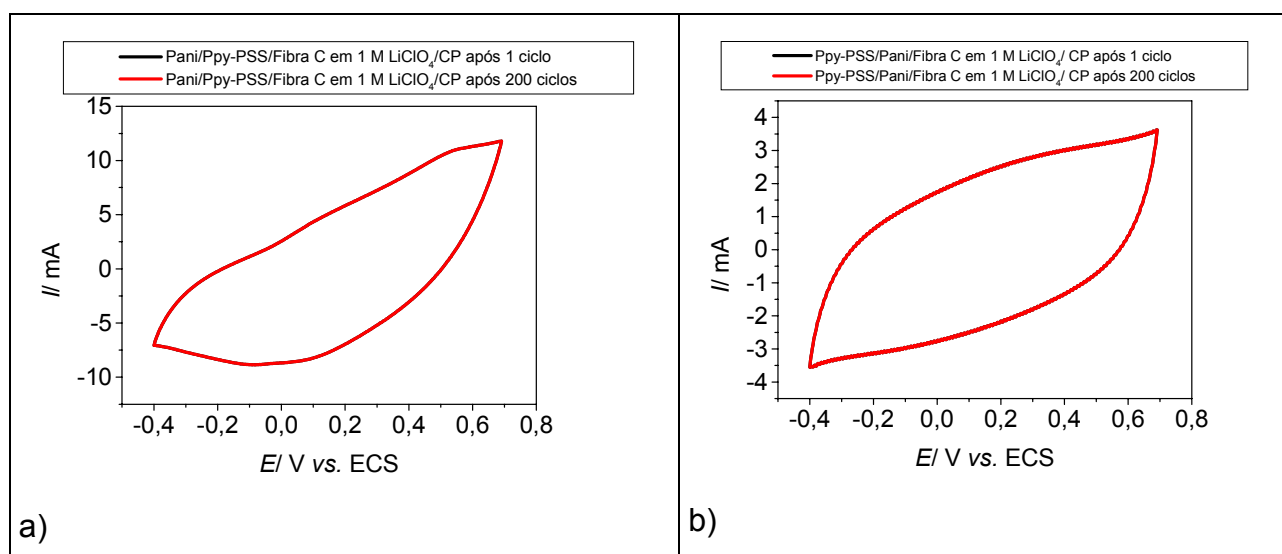 Pani/Ppy-PSS/Fibra C em 1 M LiClO₄/CP após 1 ciclo
Pani/Ppy-PSS/Fibra C em 1 M LiClO₄/CP após 200 ciclos
15
10
5
0
-5
-10
I/ mA
-0,4 -0,2 0,0 0,2 0,4 0,6 0,8
E/ V vs. ECS
a)
Ppy-PSS/Pani/Fibra C em 1 M LiClO₄/ CP após 1 ciclo
Ppy-PSS/Pani/Fibra C em 1 M LiClO₄/ CP após 200 ciclos
4
3
2
1
0
-1
-2
-3
-4
I/ mA
-0,4 -0,2 0,0 0,2 0,4 0,6 0,8
E/ V vs. ECS
b)